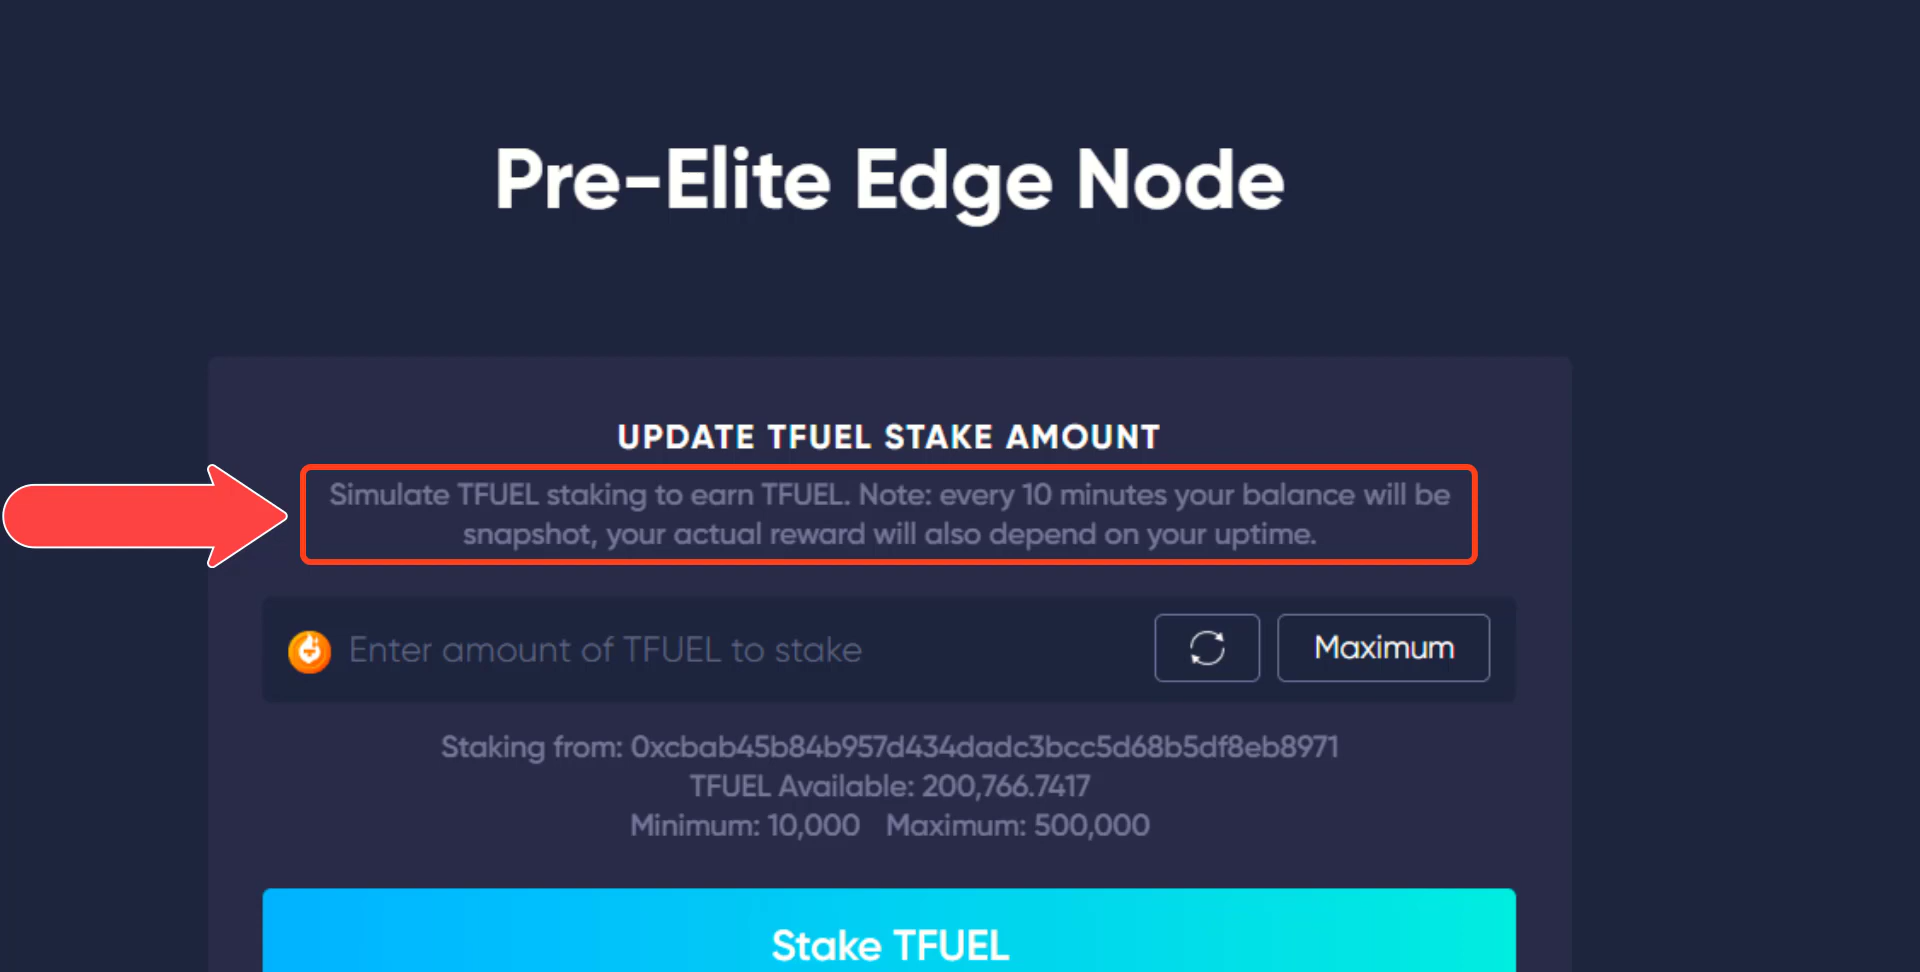 Pre-Elite Edge Node
UPDATE TFUEL STAKE AMOUNT
Simulate TFUEL staking to earn TFUEL. Note: every 10 minutes your balance will be
snapshot, your actual reward will also depend on your uptime.
Enter amount of TFUEL to stake
Maximum
Staking from: 0xcbab45b84b957d434dadc3bcc5d68b5df8eb8971
TFUEL Available: 200,766.7417
Minimum: 10,000 Maximum: 500,000
Stake TFUEL